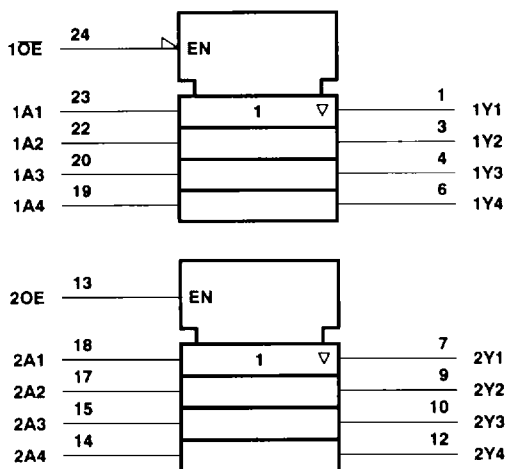 1OE 24 EN
1A1 23 1 ▽ 1 1Y1
1A2 22 3 1Y2
1A3 20 4 1Y3
1A4 19 6 1Y4
2OE 13 EN
2A1 18 1 ▽ 7 2Y1
2A2 17 9 2Y2
2A3 15 10 2Y3
2A4 14 12 2Y4